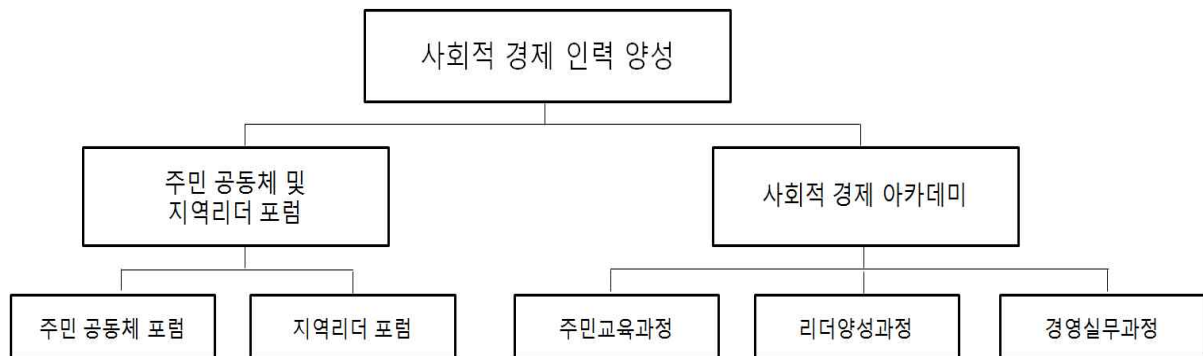 사회적 경제 인력 양성
주민 공동체 및
지역리더 포럼
사회적 경제 아카데미
주민 공동체 포럼
지역리더 포럼
주민교육과정
리더양성과정
경영실무과정